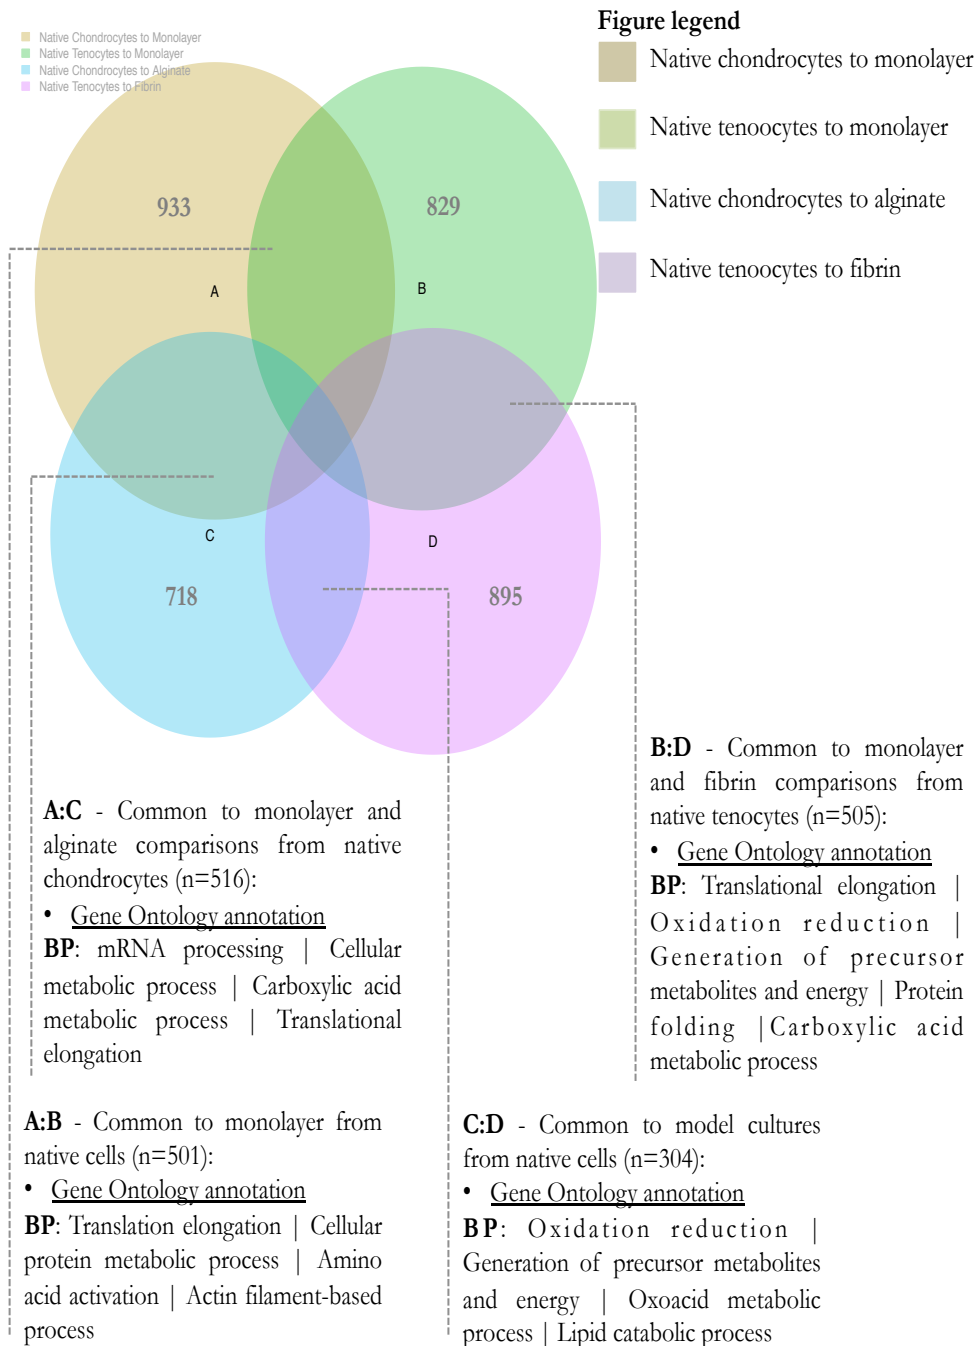 Native Chondrocytes to Monolayer
Native Tenocytes to Monolayer
Native Chondrocytes to Alginate
Native Tenocytes to Fibrin
Figure legend
Native chondrocytes to monolayer
Native tenoocytes to monolayer
Native chondrocytes to alginate
Native tenoocytes to fibrin
933
829
A
B
C
D
718
895
B:D - Common to monolayer
and fibrin comparisons from
native tenocytes (n=505):
• Gene Ontology annotation
BP: Translational elongation |
Oxidation reduction |
Generation of precursor
metabolites and energy | Protein
folding |Carboxylic acid
metabolic process
A:C - Common to monolayer and
alginate comparisons from native
chondrocytes (n=516):
• Gene Ontology annotation
BP: mRNA processing | Cellular
metabolic process | Carboxylic acid
metabolic process | Translational
elongation
A:B - Common to monolayer from
native cells (n=501):
• Gene Ontology annotation
BP: Translation elongation | Cellular
protein metabolic process | Amino
acid activation | Actin filament-based
process
C:D - Common to model cultures
from native cells (n=304):
• Gene Ontology annotation
BP: Oxidation reduction |
Generation of precursor metabolites
and energy | Oxoacid metabolic
process | Lipid catabolic process